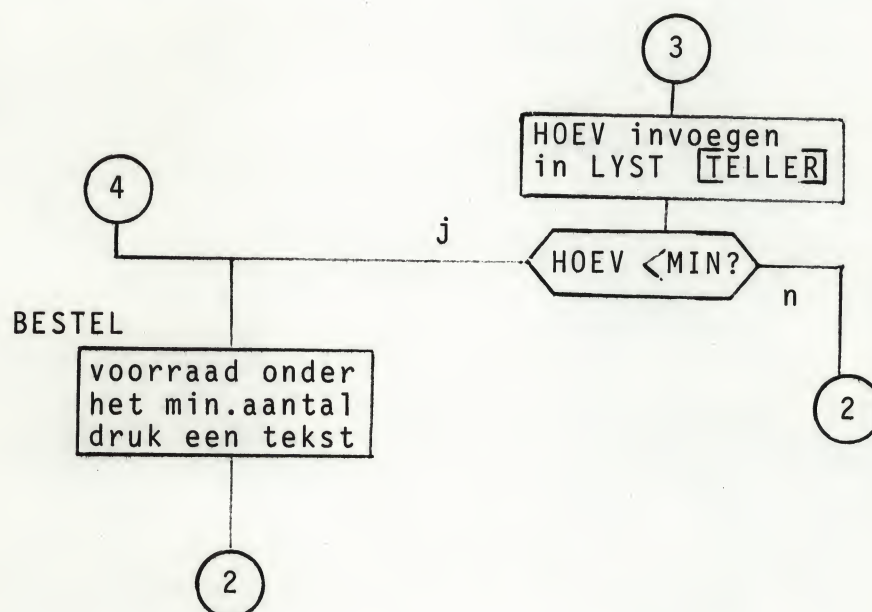 3
HOEV invoegen
in LYST TELLER
4
j
HOEV <MIN?
n
BESTEL
voorraad onder
het min.aantal
druk een tekst
2
2